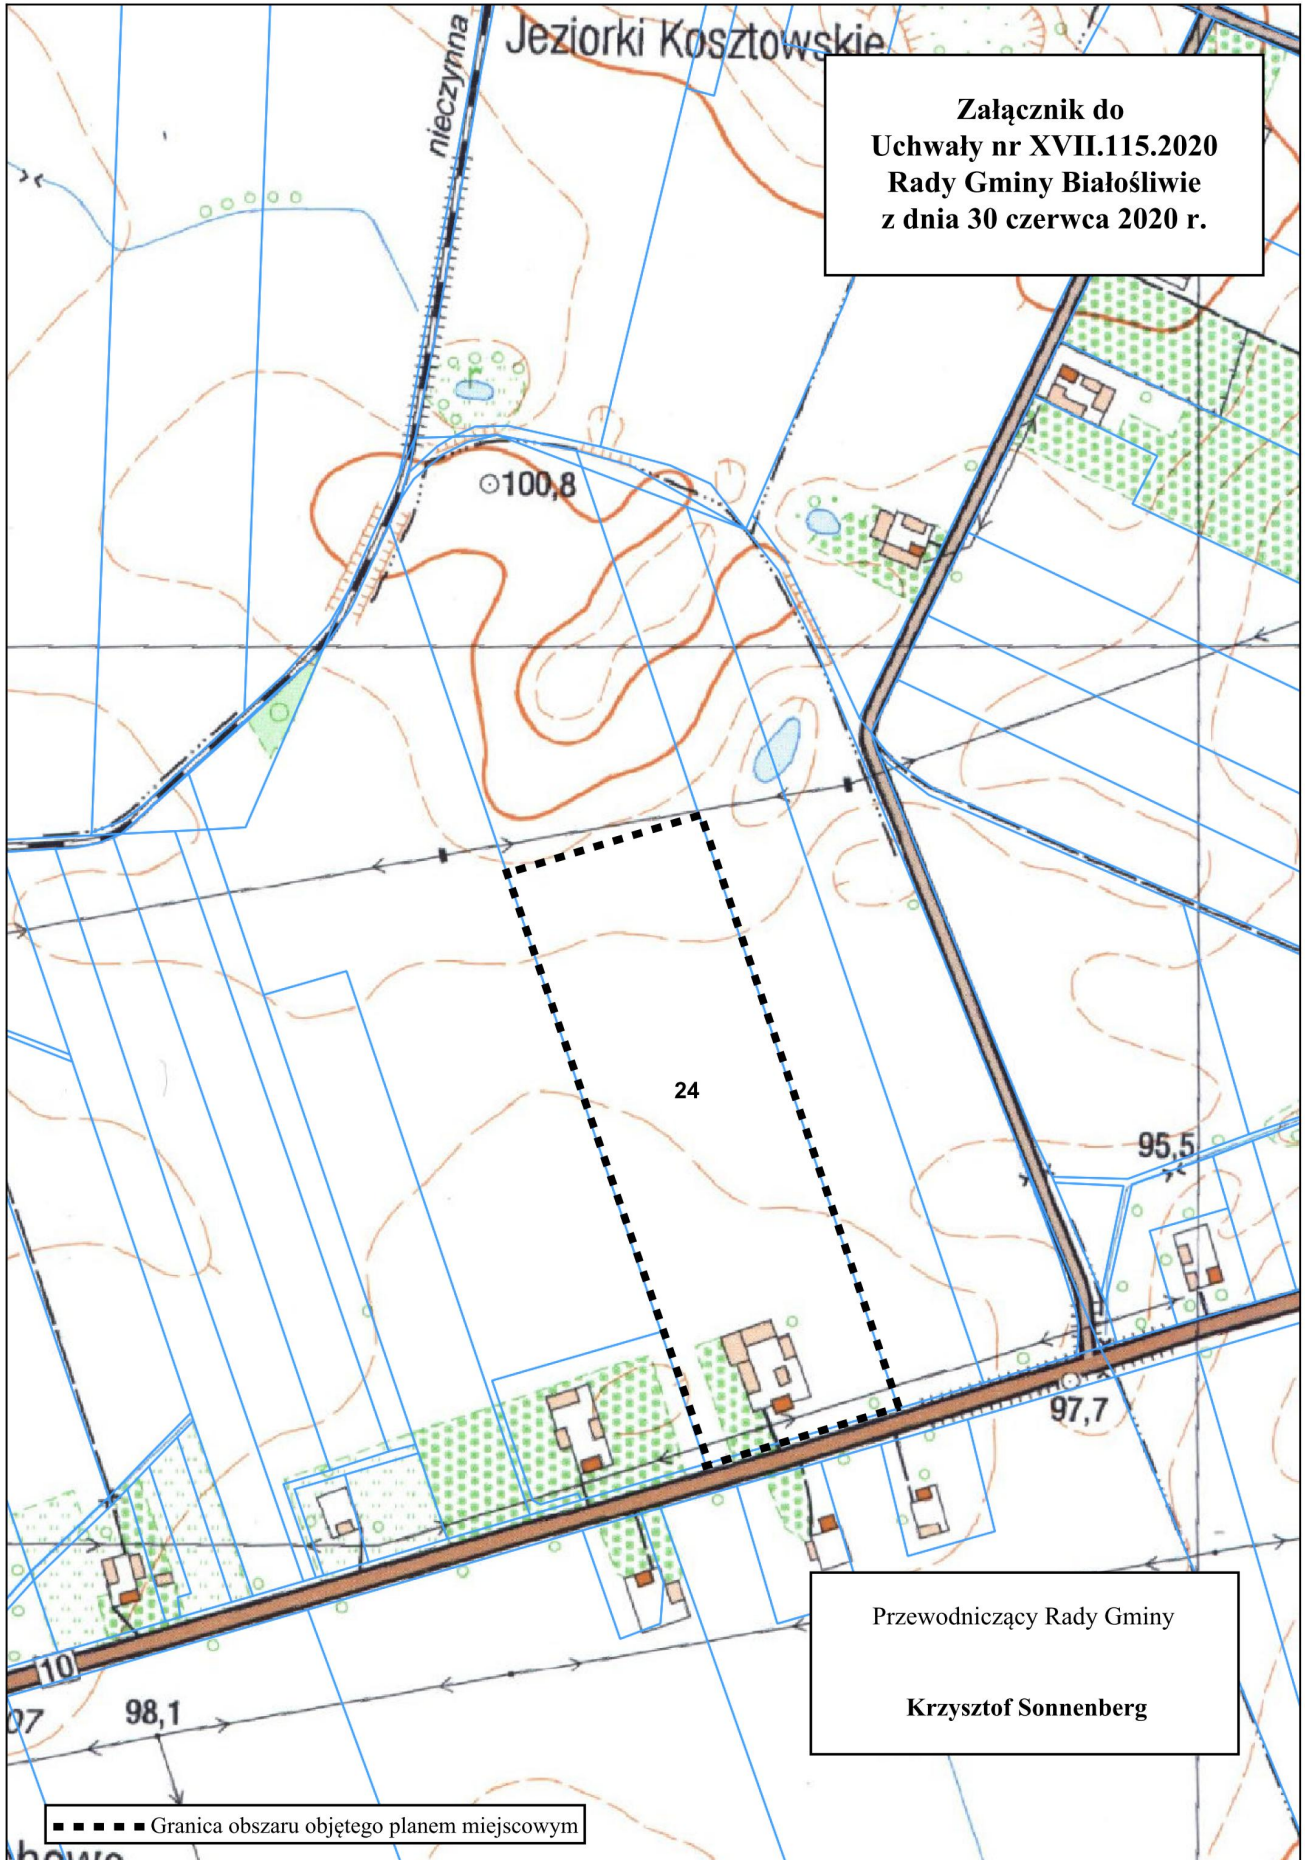 Jeziorki Kosztowskie
nieczynna
Załącznik do
Uchwały nr XVII.115.2020
Rady Gminy Białośliwie
z dnia 30 czerwca 2020 r.
100,8
24
95,5
97,7
10
07
98,1
Przewodniczący Rady Gminy
Krzysztof Sonnenberg
Granica obszaru objętego planem miejscowym